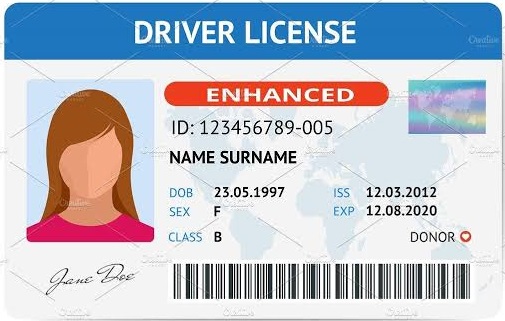 DRIVER LICENSE
ENHANCED
ID: 123456789-005
NAME SURNAME
DOB 23.05.1997 ISS 12.03.2012
SEX F EXP 12.08.2020
CLASS B DONOR
Jane Doe